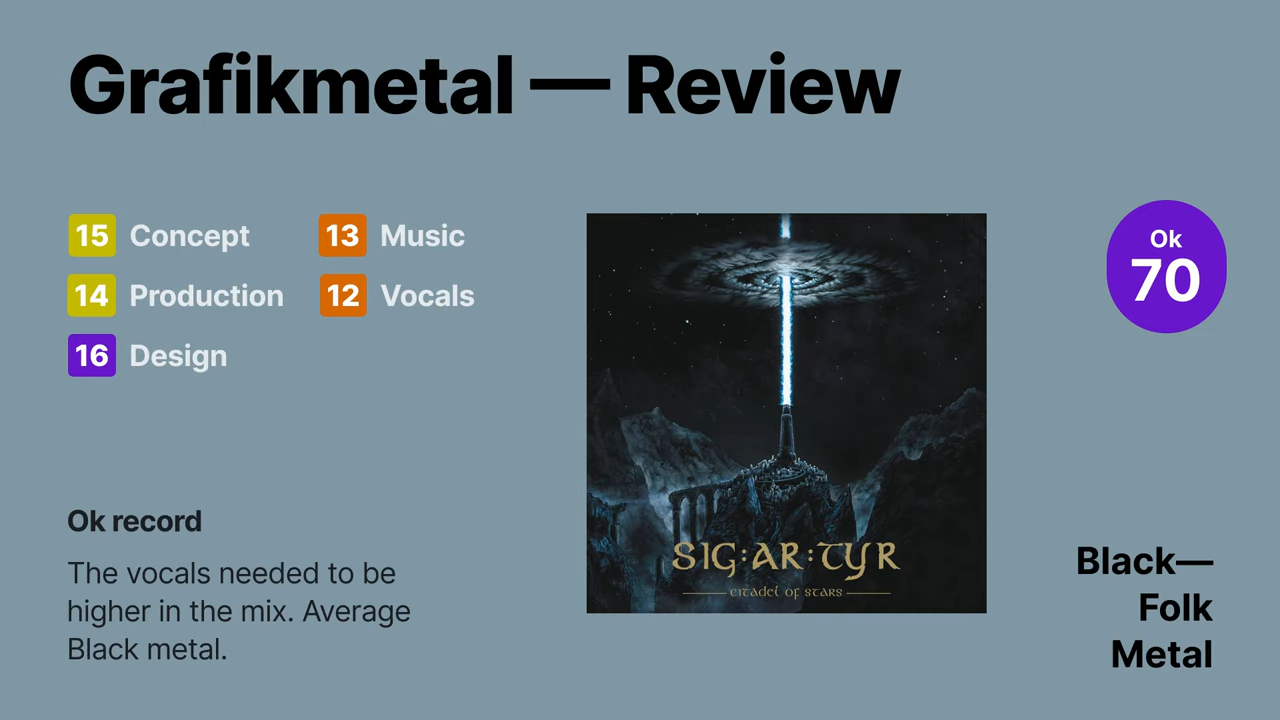 Grafikmetal — Review
15 Concept
14 Production
16 Design
13 Music
12 Vocals
Ok record
The vocals needed to be
higher in the mix. Average
Black metal.
SIG:AR:TYR
citadel of stars
Ok
70
Black—
Folk
Metal